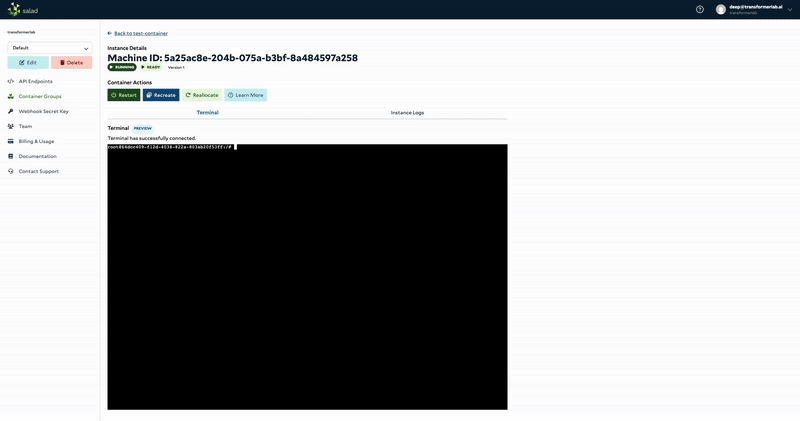 salad
deep@transformerlab.ai
transformerlab
transformerlab
Default
Edit
Delete
API Endpoints
Container Groups
Webhook Secret Key
Team
Billing & Usage
Documentation
Contact Support
Back to test-container
Instance Details
Machine ID: 5a25ac8e-204b-075a-b3bf-8a484597a258
RUNNING
READY
Version 1
Container Actions
Restart
Recreate
Reallocate
Learn More
Terminal
Instance Logs
Terminal
PREVIEW
Terminal has successfully connected.